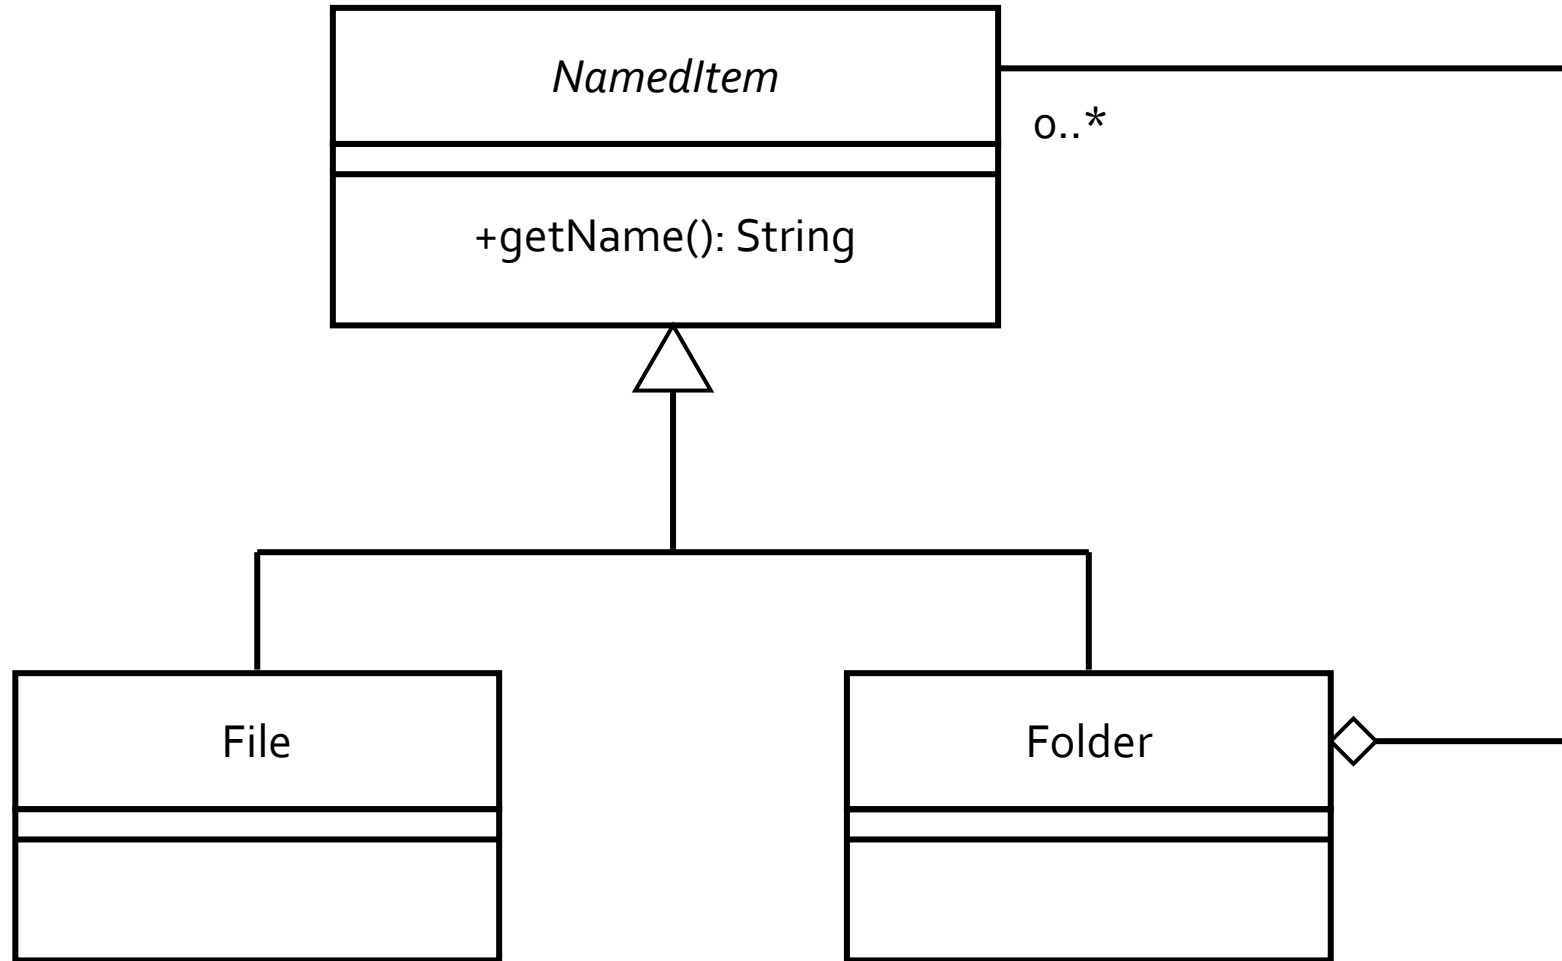 NamedItem
0..*
+getName(): String
File
Folder